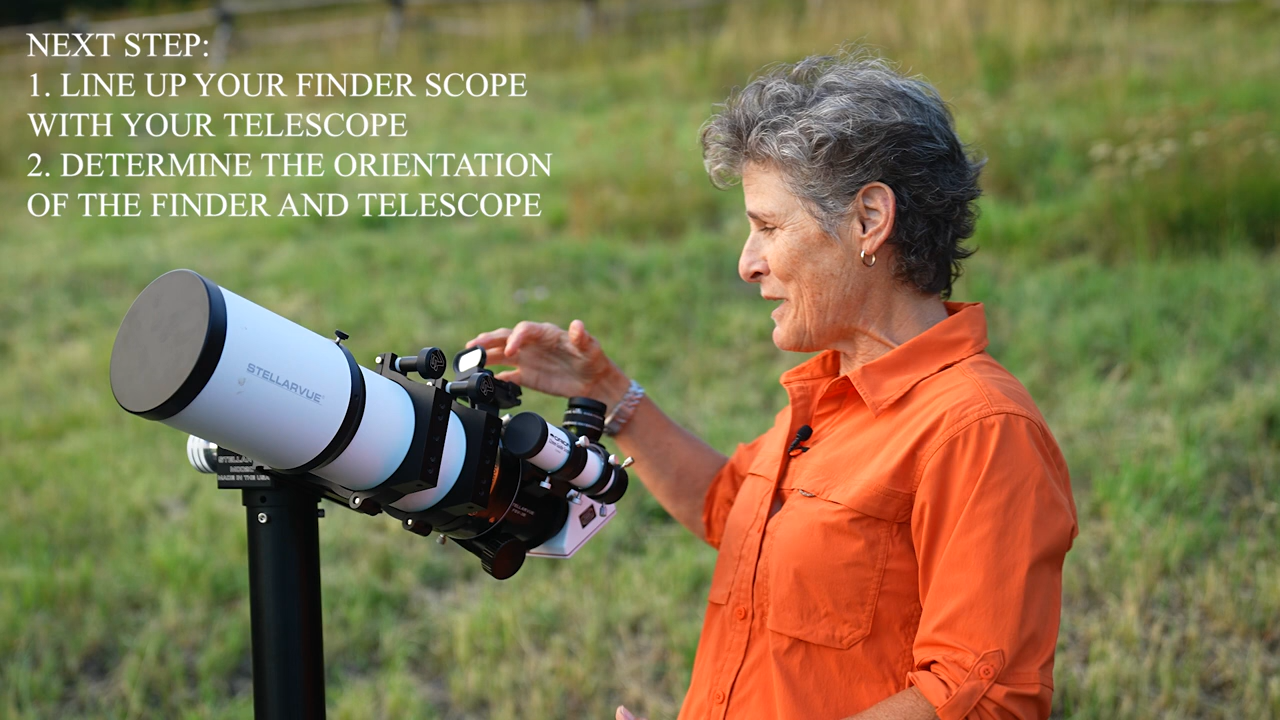 NEXT STEP:
1. LINE UP YOUR FINDER SCOPE
WITH YOUR TELESCOPE
2. DETERMINE THE ORIENTATION
OF THE FINDER AND TELESCOPE
STELLARVUE
MADE IN THE USA
ORION